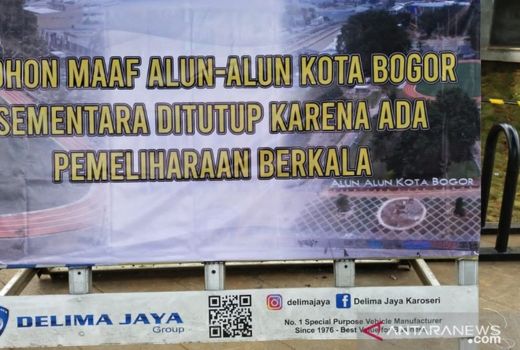 OHON MAAF ALUN-ALUN KOTA BOGOR
SEMENTARA DITUTUP KARENA ADA
PEMELIHARAAN BERKALA
ALUN ALUN KOTA BOGOR
DELIMA JAYA
Group
delimajaya
Delima Jaya Karoseri
No. 1 Special Purpose Vehicle Manufacturer
Since 1976 - Best
ANTARANEWS
.com